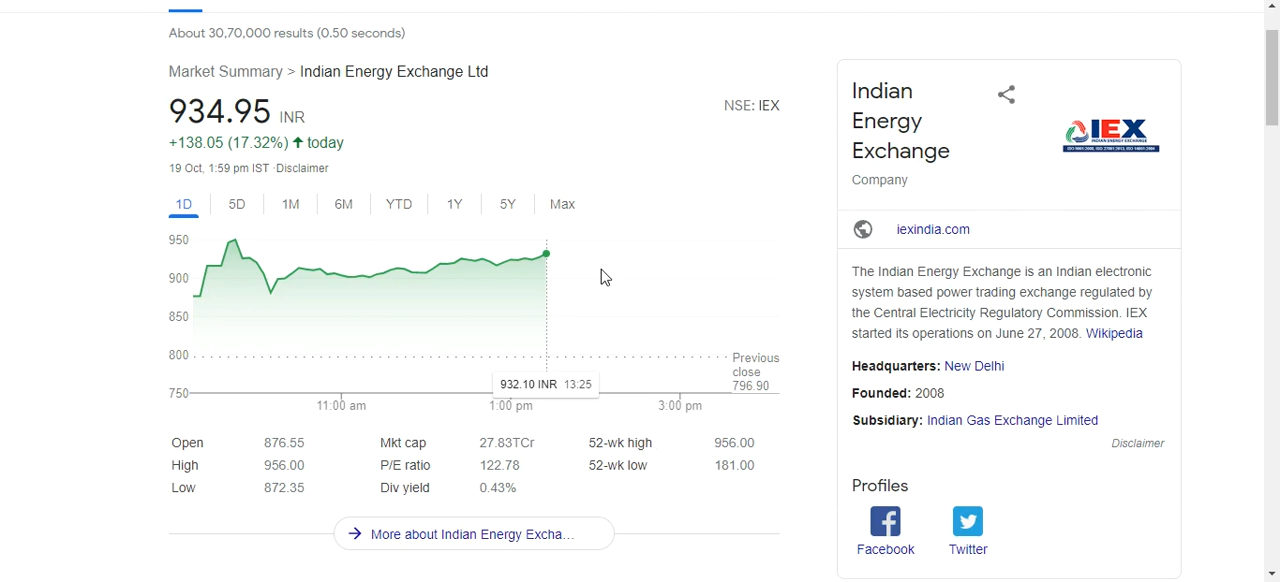 About 30,70,000 results (0.50 seconds)
Market Summary > Indian Energy Exchange Ltd
934.95 INR
NSE: IEX
+138.05 (17.32%) ↑ today
19 Oct, 1:59 pm IST · Disclaimer
1D 5D 1M 6M YTD 1Y 5Y Max
950
900
850
800
750
Previous
close
796.90
932.10 INR 13:25
11:00 am 1:00 pm 3:00 pm
Open 876.55 Mkt cap 27.83TCr 52-wk high 956.00
High 956.00 P/E ratio 122.78 52-wk low 181.00
Low 872.35 Div yield 0.43%
More about Indian Energy Excha...
Indian
Energy
Exchange
IEX
INDIAN ENERGY EXCHANGE
Company
iexindia.com
The Indian Energy Exchange is an Indian electronic
system based power trading exchange regulated by
the Central Electricity Regulatory Commission. IEX
started its operations on June 27, 2008. Wikipedia
Headquarters: New Delhi
Founded: 2008
Subsidiary: Indian Gas Exchange Limited
Disclaimer
Profiles
Facebook Twitter